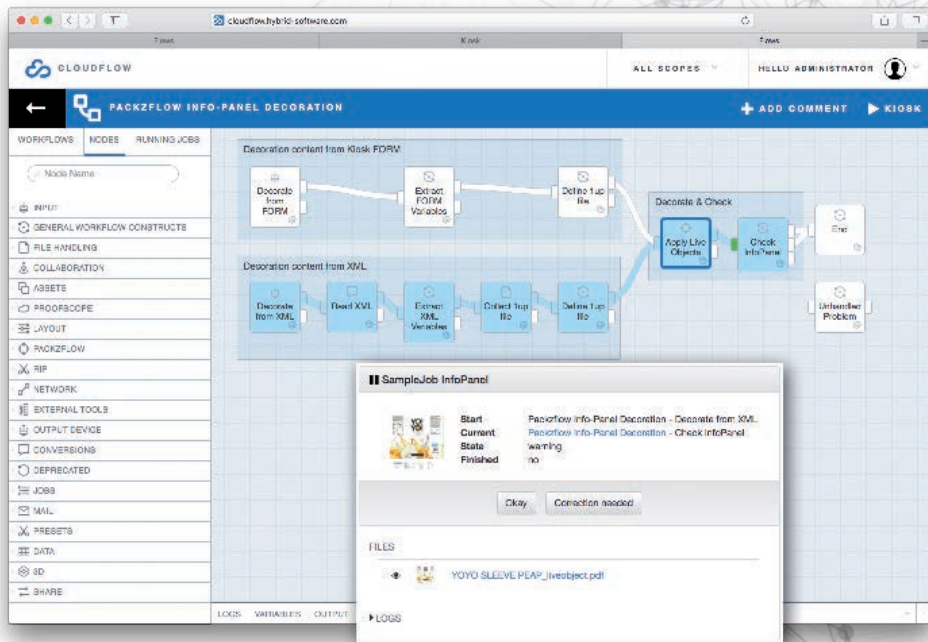 cloudflow.hybrid-software.com
Flows
Kiosk
Flows
CLOUDFLOW
ALL SCOPES
HELLO ADMINISTRATOR
PACKZFLOW INFO-PANEL DECORATION
ADD COMMENT
KIOSK
WORKFLOWS
NODES
RUNNING JOBS
Node Name
INPUT
GENERAL WORKFLOW CONSTRUCTS
FILE HANDLING
COLLABORATION
ASSETS
PROOFSCOPE
LAYOUT
PACKZFLOW
RIP
NETWORK
EXTERNAL TOOLS
OUTPUT DEVICE
CONVERSIONS
DEPRECATED
JOBS
MAIL
PRESETS
DATA
3D
SHARE
Decoration content from Kiosk FORM
Decorate
from
FORM
Extract
FORM
Variables
Define 1up
file
Decorate & Check
Apply Live
Objects
Check
InfoPanel
End
Decoration content from XML
Decorate
from XML
Read XML
Extract
XML
Variables
Collect 1up
file
Define 1up
file
Unhandled
Problem
SampleJob InfoPanel
Start Packzflow Info-Panel Decoration - Decorate from XML
Current Packzflow Info-Panel Decoration - Check InfoPanel
State warning
Finished no
Okay
Correction needed
FILES
YOYO SLEEVE PEAP_liveobject.pdf
LOGS
LOGS
VARIABLES
OUTPUT